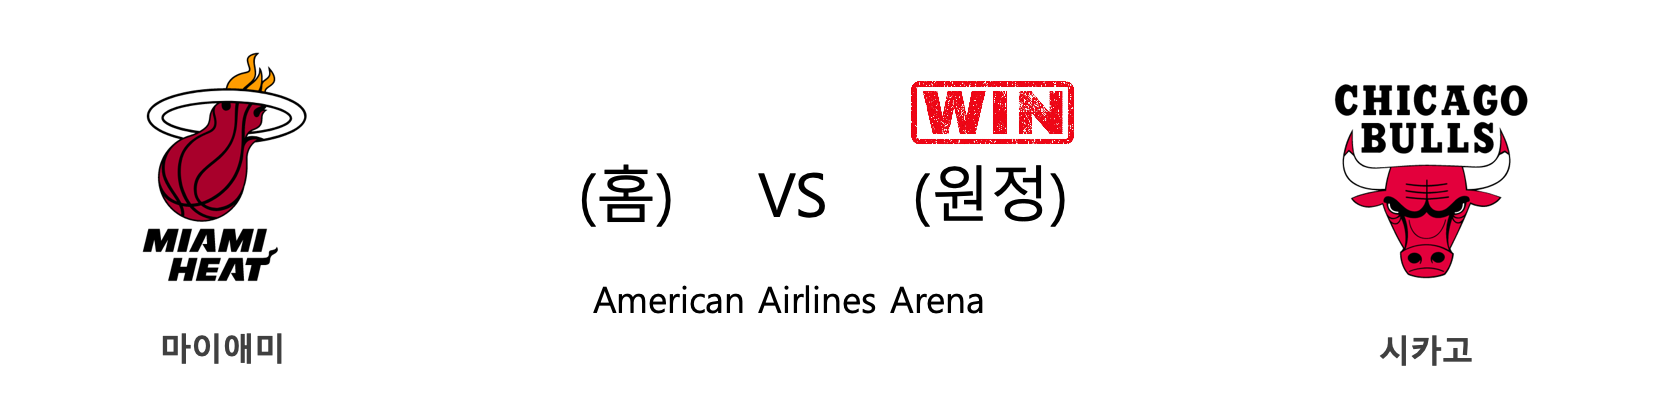 WIN
CHICAGO
BULLS
(홈) VS (원정)
MIAMI
HEAT
American Airlines Arena
마이애미
시카고